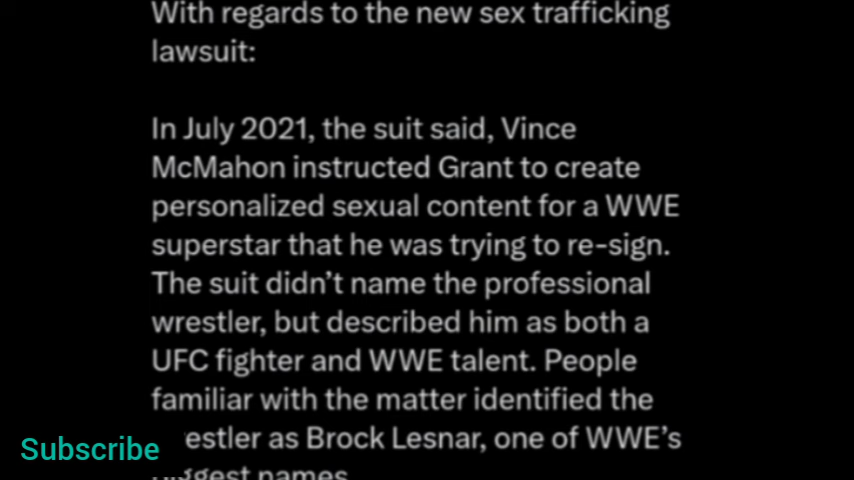 With regards to the new sex trafficking
lawsuit:
In July 2021, the suit said, Vince
McMahon instructed Grant to create
personalized sexual content for a WWE
superstar that he was trying to re-sign.
The suit didn’t name the professional
wrestler, but described him as both a
UFC fighter and WWE talent. People
familiar with the matter identified the
estler as Brock Lesnar, one of WWE’s
names
Subscribe